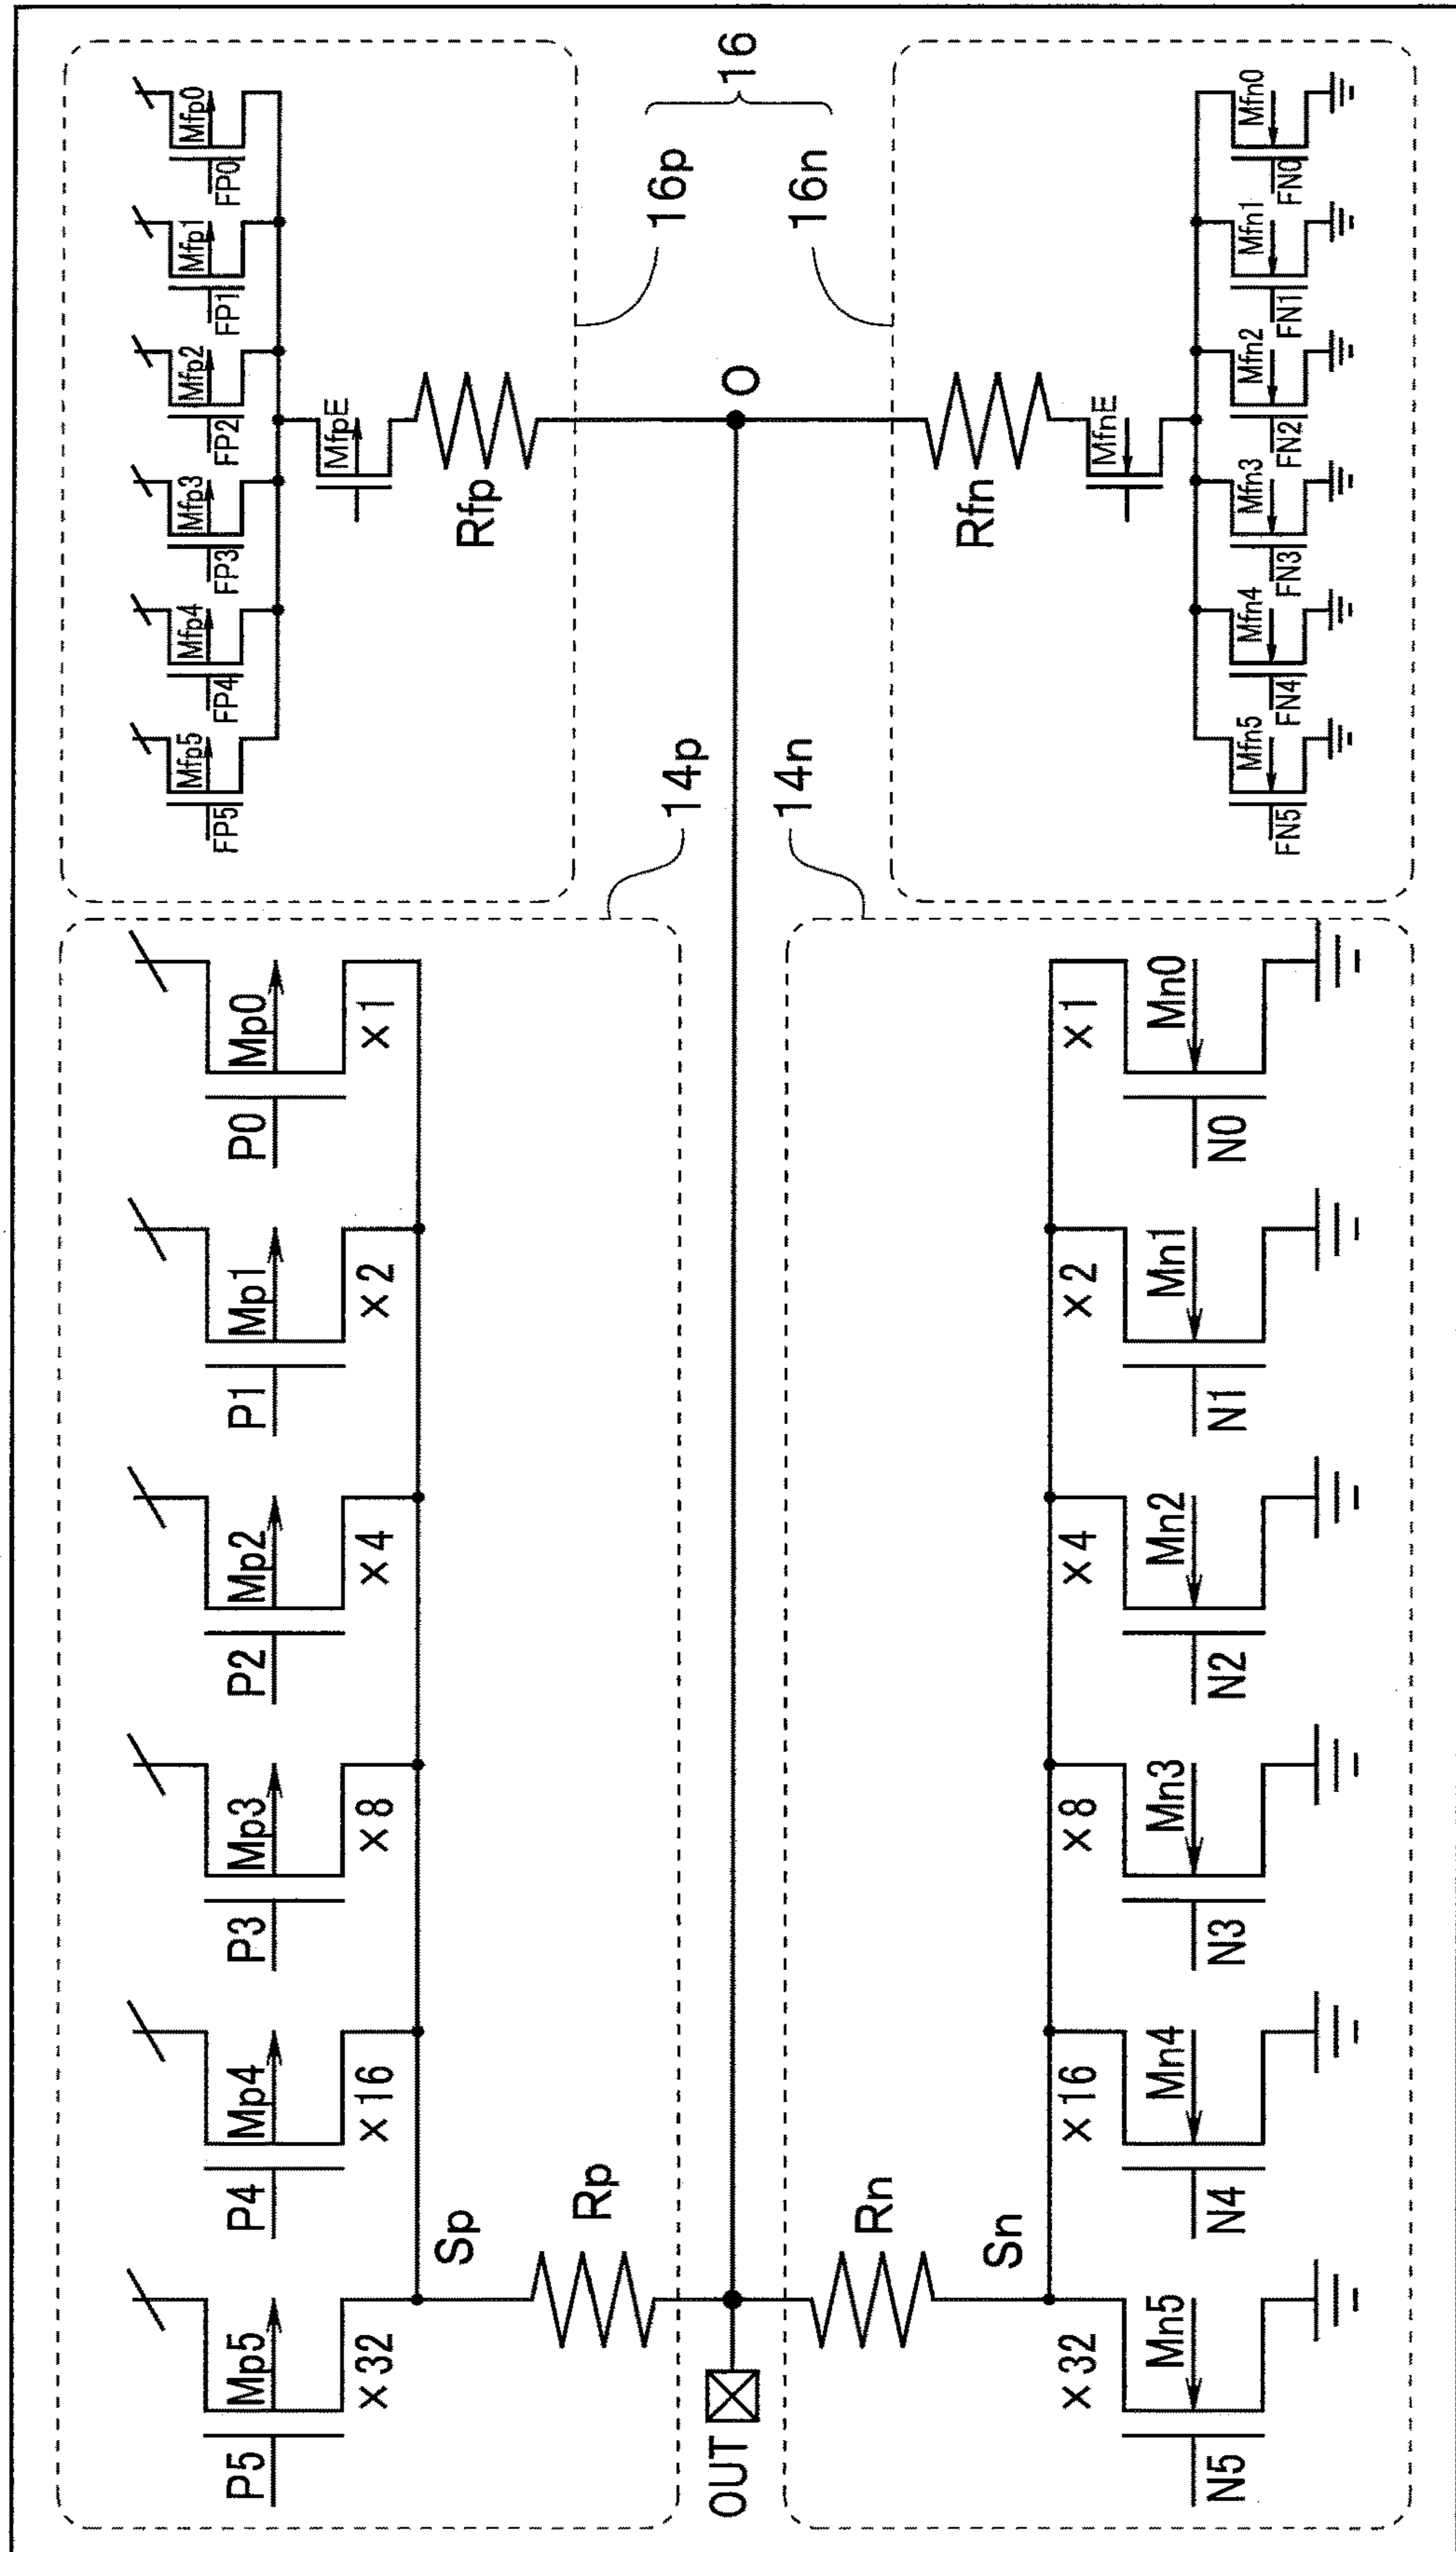 P5
Mp5
×32
P4
Mp4
×16
P3
Mp3
×8
P2
Mp2
×4
P1
Mp1
×2
P0
Mp0
×1
Sp
Rp
14p
OUT
Rn
Sn
14n
×32
Mn5
N5
×16
Mn4
N4
×8
Mn3
N3
×4
Mn2
N2
×2
Mn1
N1
×1
Mn0
N0
FP5
Mfp5
FP4
Mfp4
FP3
Mfp3
FP2
Mfp2
FP1
Mfp1
FP0
Mfp0
MfpE
Rfp
16p
16
O
16n
Rfn
MfnE
Mfn5
FN5
Mfn4
FN4
Mfn3
FN3
Mfn2
FN2
Mfn1
FN1
Mfn0
FN0